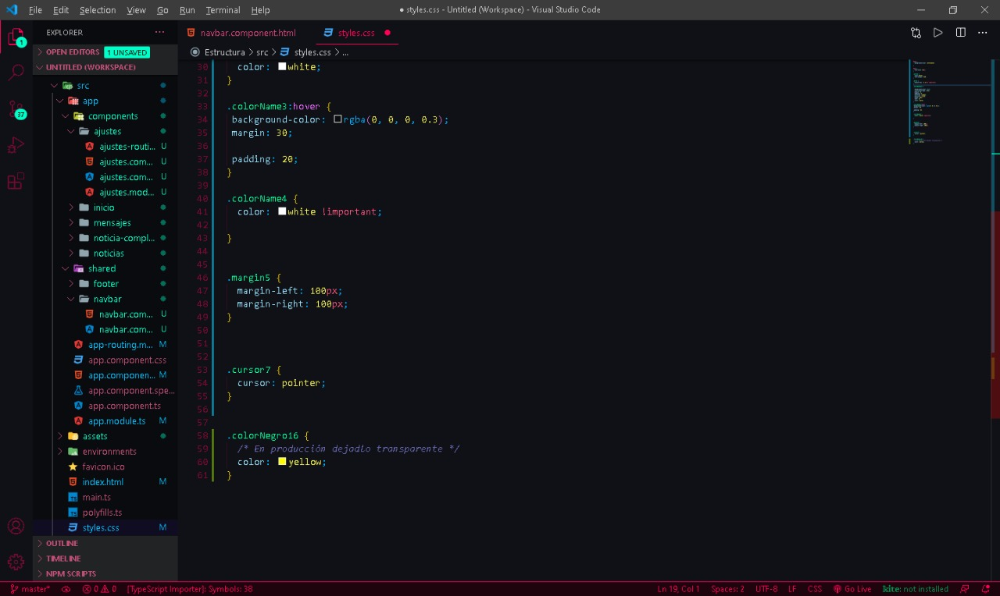 File Edit Selection View Go Run Terminal Help
● styles.css - Untitled (Workspace) - Visual Studio Code
EXPLORER
OPEN EDITORS 1 UNSAVED
UNTITLED (WORKSPACE)
1
37
src
app
components
ajustes
ajustes-routi... U
ajustes.com... U
ajustes.com... U
ajustes.mod... U
inicio
mensajes
noticia-compl...
noticias
shared
footer
navbar
navbar.com... U
navbar.com... U
app-routing.m... M
app.component.css
app.componen... M
app.component.spe...
app.component.ts
app.module.ts M
assets
environments
favicon.ico
index.html M
main.ts
polyfills.ts
styles.css M
OUTLINE
TIMELINE
NPM SCRIPTS
navbar.component.html styles.css
Estructura > src > styles.css > ...
30 color: white;
31 }
32
33 .colorName3:hover {
34 background-color: rgba(0, 0, 0, 0.3);
35 margin: 30;
36
37 padding: 20;
38 }
39
40 .colorName4 {
41 color: white !important;
42
43 }
44
45
46 .margin5 {
47 margin-left: 100px;
48 margin-right: 100px;
49 }
50
51
52
53 .cursor7 {
54 cursor: pointer;
55 }
56
57
58 .colorNegro16 {
59 /* En producción dejadlo transparente */
60 color: yellow;
61 }
master* 0 0 [TypeScript Importer]: Symbols: 38
Ln 19, Col 1 Spaces: 2 UTF-8 LF CSS Go Live kite: not installed